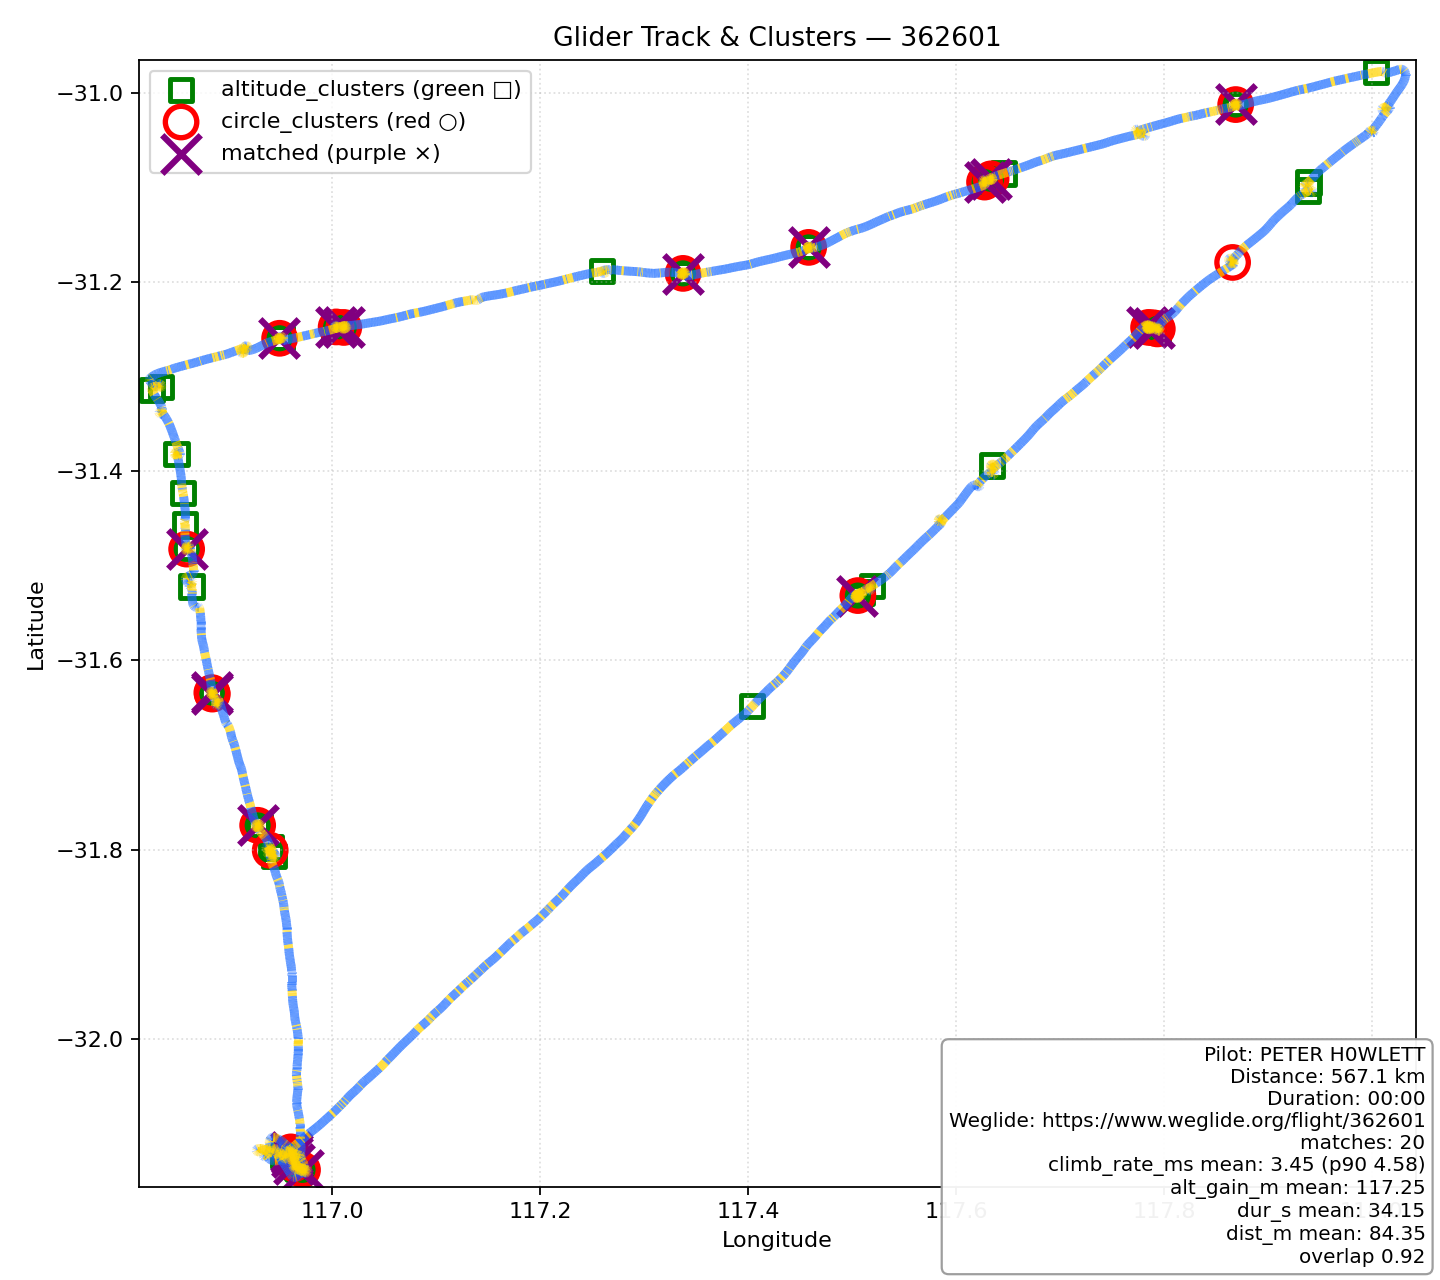 Glider Track & Clusters — 362601
altitude_clusters (green □)
circle_clusters (red ○)
matched (purple ×)
−31.0
−31.2
−31.4
−31.6
−31.8
−32.0
Latitude
117.0
117.2
117.4
117.6
117.8
Longitude
Pilot: PETER H0WLETT
Distance: 567.1 km
Duration: 00:00
Weglide: https://www.weglide.org/flight/362601
matches: 20
climb_rate_ms mean: 3.45 (p90 4.58)
alt_gain_m mean: 117.25
dur_s mean: 34.15
dist_m mean: 84.35
overlap 0.92